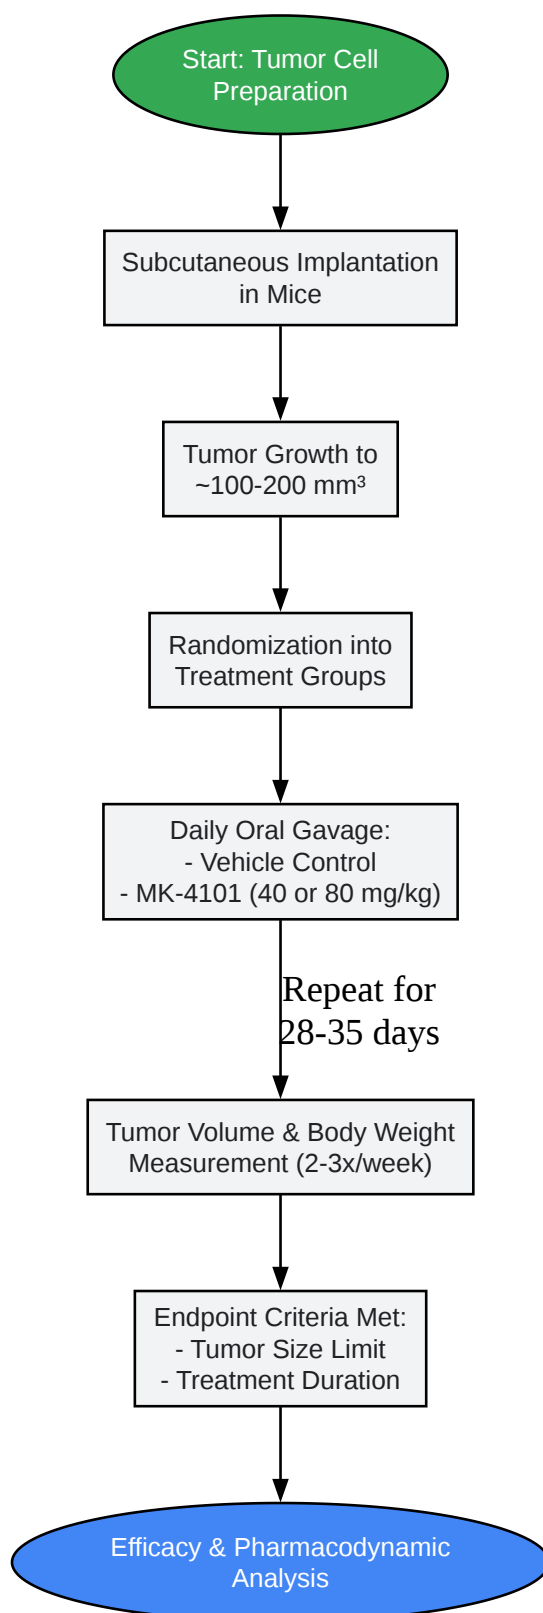 Start: Tumor Cell
Preparation
Subcutaneous Implantation
in Mice
Tumor Growth to
~100-200 mm³
Randomization into
Treatment Groups
Daily Oral Gavage:
- Vehicle Control
- MK-4101 (40 or 80 mg/kg)
Repeat for
28-35 days
Tumor Volume & Body Weight
Measurement (2-3x/week)
Endpoint Criteria Met:
- Tumor Size Limit
- Treatment Duration
Efficacy & Pharmacodynamic
Analysis